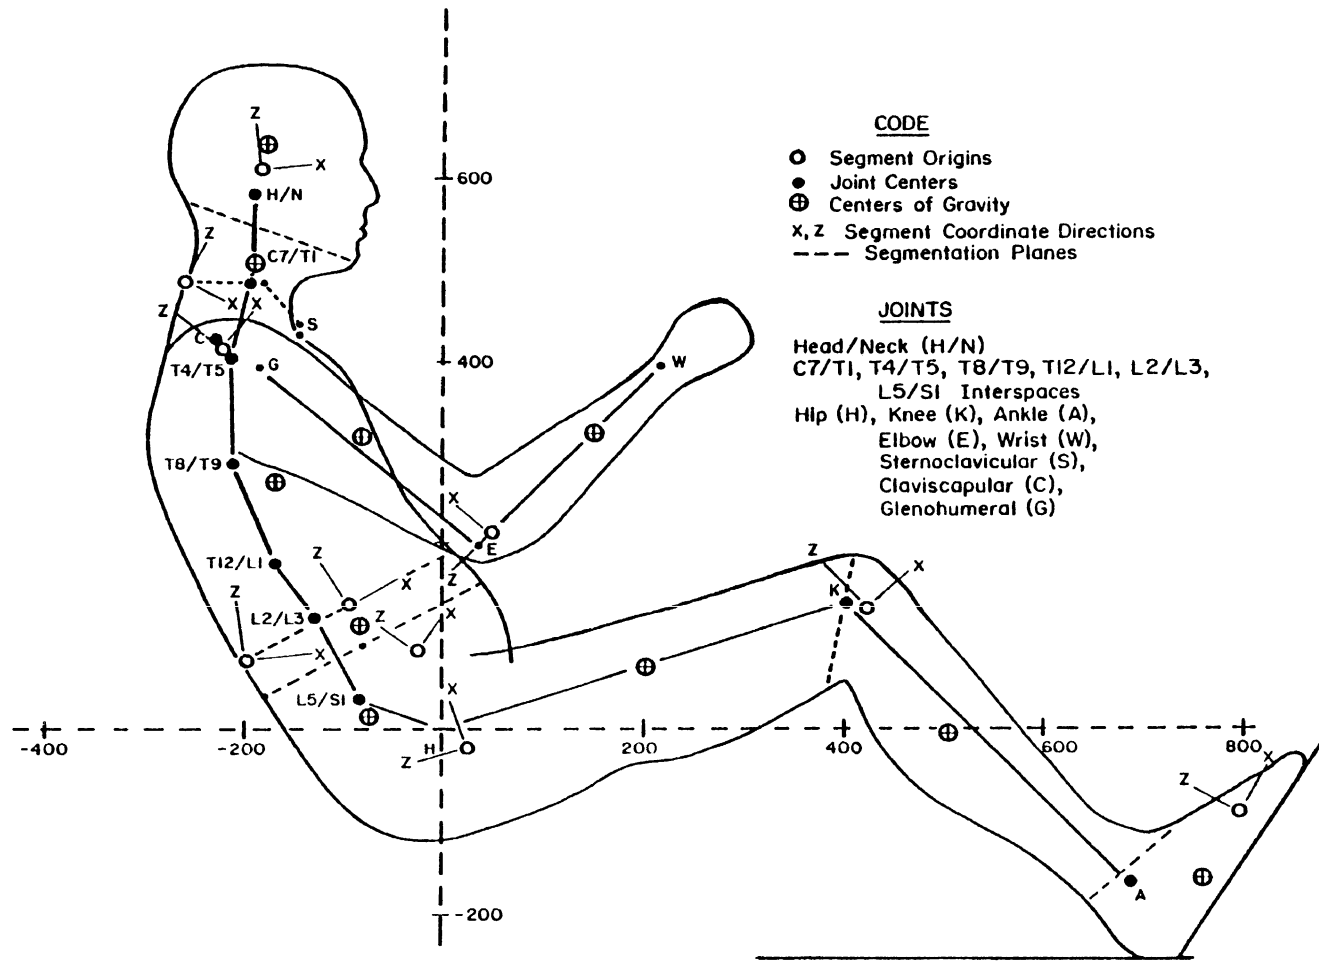 Z
X
H/N
600
Z
C7/T1
X
X
Z
C
S
T4/T5
G
400
W
CODE
Segment Origins
Joint Centers
Centers of Gravity
X, Z Segment Coordinate Directions
Segmentation Planes
JOINTS
Head/Neck (H/N)
C7/T1, T4/T5, T8/T9, T12/L1, L2/L3,
L5/S1 Interspaces
Hip (H), Knee (K), Ankle (A),
Elbow (E), Wrist (W),
Sternoclavicular (S),
Claviscapular (C),
Glenohumeral (G)
T8/T9
X
E
Z
T12/L1
Z
X
Z
Z
X
K
Z
L2/L3
X
Z
X
L5/S1
X
-400
-200
H
200
400
600
800
Z
X
Z
A
-200